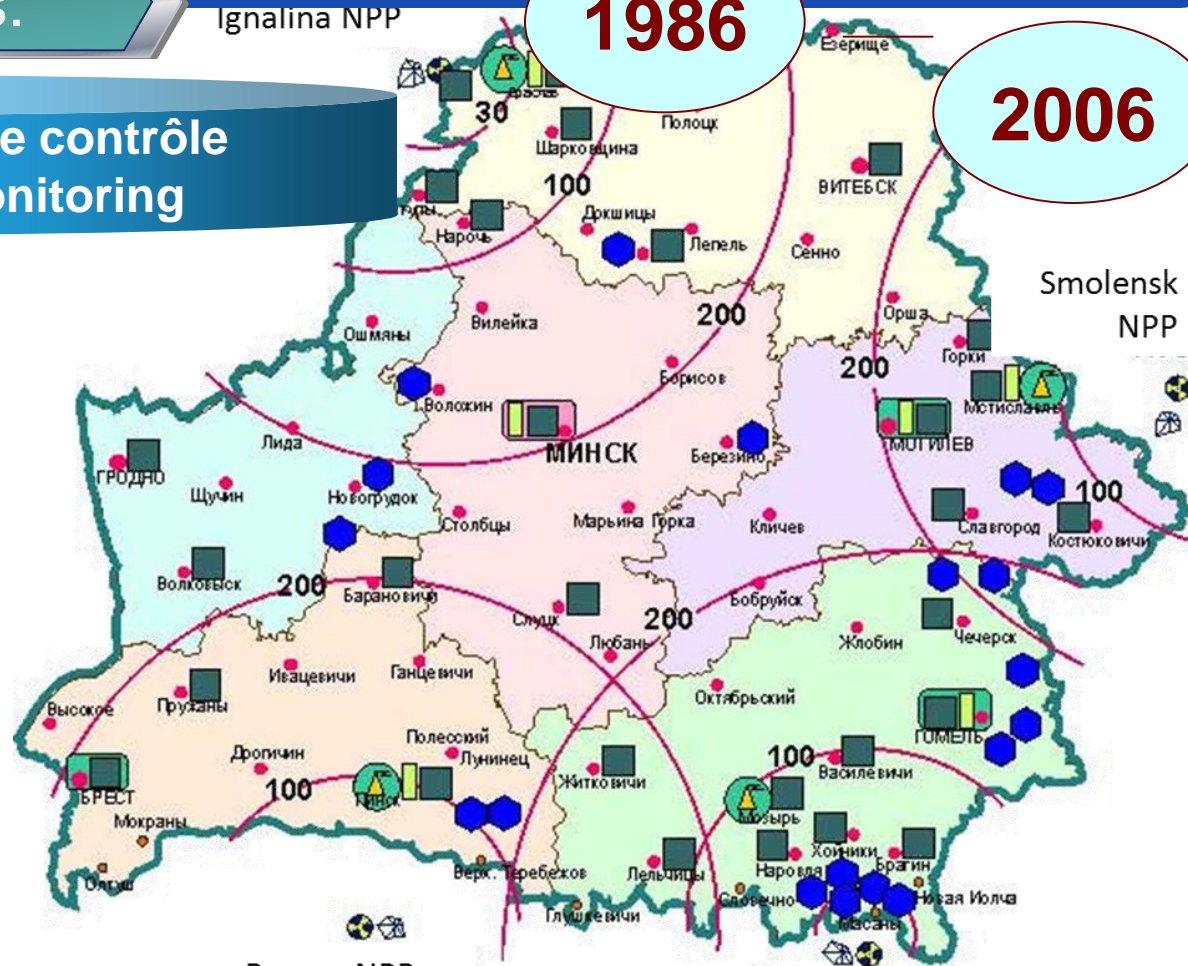 s.
Ignalina NPP
1986
Езерище
2006
e contrôle
onitoring
30
Полоцк
Шарковщина
100
ВИТЕБСК
Докшицы
Нарочь
Лепель
Сенно
Smolensk
NPP
Орша
Вилейка
200
Ошмяны
Горки
200
Борисов
Воложин
Мстиславль
МОГИЛЕВ
Лида
МИНСК
Березино
ГРОДНО
Щучин
Новогрудок
100
Столбцы
Марьина Горка
Кличев
Славгород
Костюковичи
Волковыск
200
Барановичи
Бобруйск
Слуцк
200
Любань
Жлобин
Чечерск
Ивацевичи
Ганцевичи
Октябрьский
Пружаны
Высокое
ГОМЕЛЬ
Полесский
Дрогичин
Лунинец
100
Василевичи
Житковичи
БРЕСТ
100
Пинск
Мозырь
Мокраны
Хойники
Брагин
Наровля
Верх. Теребежов
Лельчицы
Олтуш
Словечно
Новая Иолча
Глушкевичи
Масаны